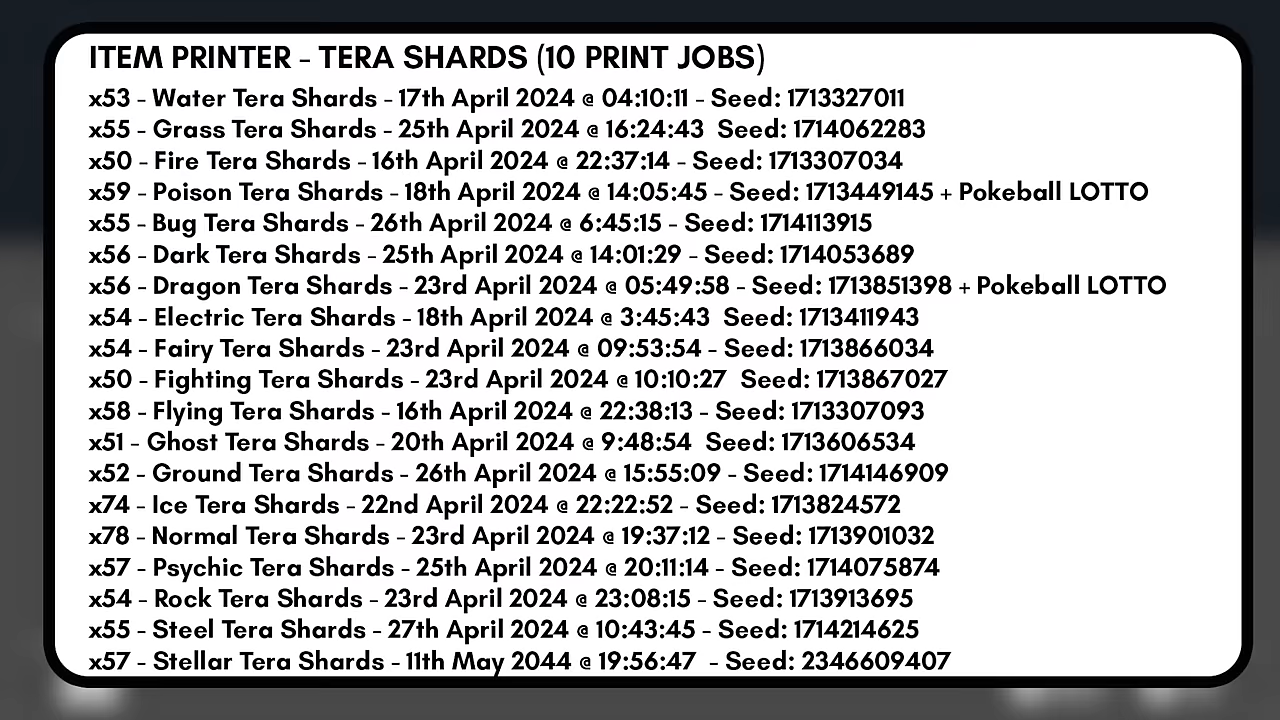 ITEM PRINTER - TERA SHARDS (10 PRINT JOBS)
x53 - Water Tera Shards - 17th April 2024 @ 04:10:11 - Seed: 1713327011
x55 - Grass Tera Shards - 25th April 2024 @ 16:24:43 Seed: 1714062283
x50 - Fire Tera Shards - 16th April 2024 @ 22:37:14 - Seed: 1713307034
x59 - Poison Tera Shards - 18th April 2024 @ 14:05:45 - Seed: 1713449145 + Pokeball LOTTO
x55 - Bug Tera Shards - 26th April 2024 @ 6:45:15 - Seed: 1714113915
x56 - Dark Tera Shards - 25th April 2024 @ 14:01:29 - Seed: 1714053689
x56 - Dragon Tera Shards - 23rd April 2024 @ 05:49:58 - Seed: 1713851398 + Pokeball LOTTO
x54 - Electric Tera Shards - 18th April 2024 @ 3:45:43 Seed: 1713411943
x54 - Fairy Tera Shards - 23rd April 2024 @ 09:53:54 - Seed: 1713866034
x50 - Fighting Tera Shards - 23rd April 2024 @ 10:10:27 Seed: 1713867027
x58 - Flying Tera Shards - 16th April 2024 @ 22:38:13 - Seed: 1713307093
x51 - Ghost Tera Shards - 20th April 2024 @ 9:48:54 Seed: 1713606534
x52 - Ground Tera Shards - 26th April 2024 @ 15:55:09 - Seed: 1714146909
x74 - Ice Tera Shards - 22nd April 2024 @ 22:22:52 - Seed: 1713824572
x78 - Normal Tera Shards - 23rd April 2024 @ 19:37:12 - Seed: 1713901032
x57 - Psychic Tera Shards - 25th April 2024 @ 20:11:14 - Seed: 1714075874
x54 - Rock Tera Shards - 23rd April 2024 @ 23:08:15 - Seed: 1713913695
x55 - Steel Tera Shards - 27th April 2024 @ 10:43:45 - Seed: 1714214625
x57 - Stellar Tera Shards - 11th May 2044 @ 19:56:47 - Seed: 2346609407